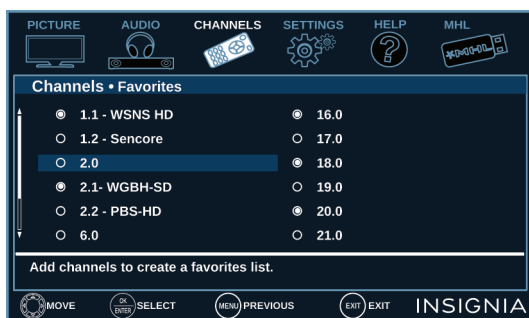 PICTURE AUDIO CHANNELS SETTINGS HELP MHL
MHL
Channels • Favorites
1.1 - WSNS HD 16.0
1.2 - Sencore 17.0
2.0 18.0
2.1- WGBH-SD 19.0
2.2 - PBS-HD 20.0
6.0 21.0
Add channels to create a favorites list.
MOVE OK ENTER SELECT MENU PREVIOUS EXIT EXIT INSIGNIA